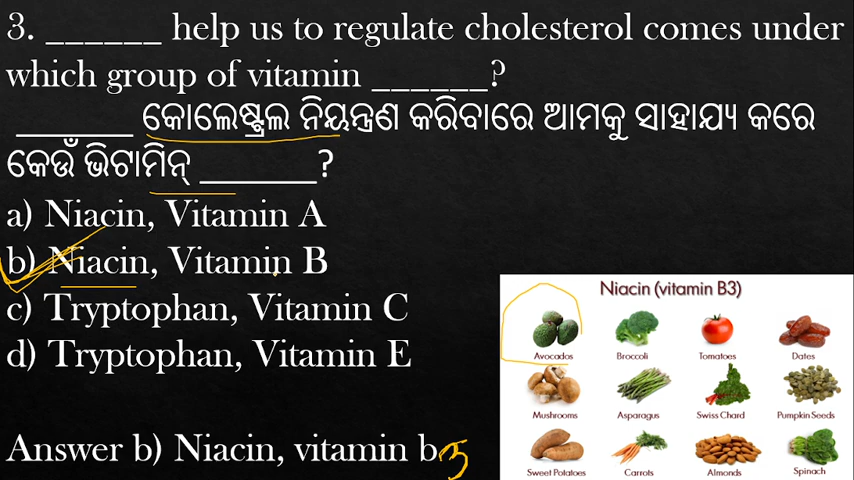 3. ______ help us to regulate cholesterol comes under
which group of vitamin ______?
______ କୋଲେଷ୍ଟ୍ରଲ ନିୟନ୍ତ୍ରଣ କରିବାରେ ଆମକୁ ସାହାଯ୍ୟ କରେ
କେଉଁ ଭିଟାମିନ୍ ______?
a) Niacin, Vitamin A
b) Niacin, Vitamin B
c) Tryptophan, Vitamin C
d) Tryptophan, Vitamin E
Answer b) Niacin, vitamin b3
Niacin (vitamin B3)
Avocados Broccoli Tomatoes Dates
Mushrooms Asparagus Swiss Chard Pumpkin Seeds
Sweet Potatoes Carrots Almonds Spinach